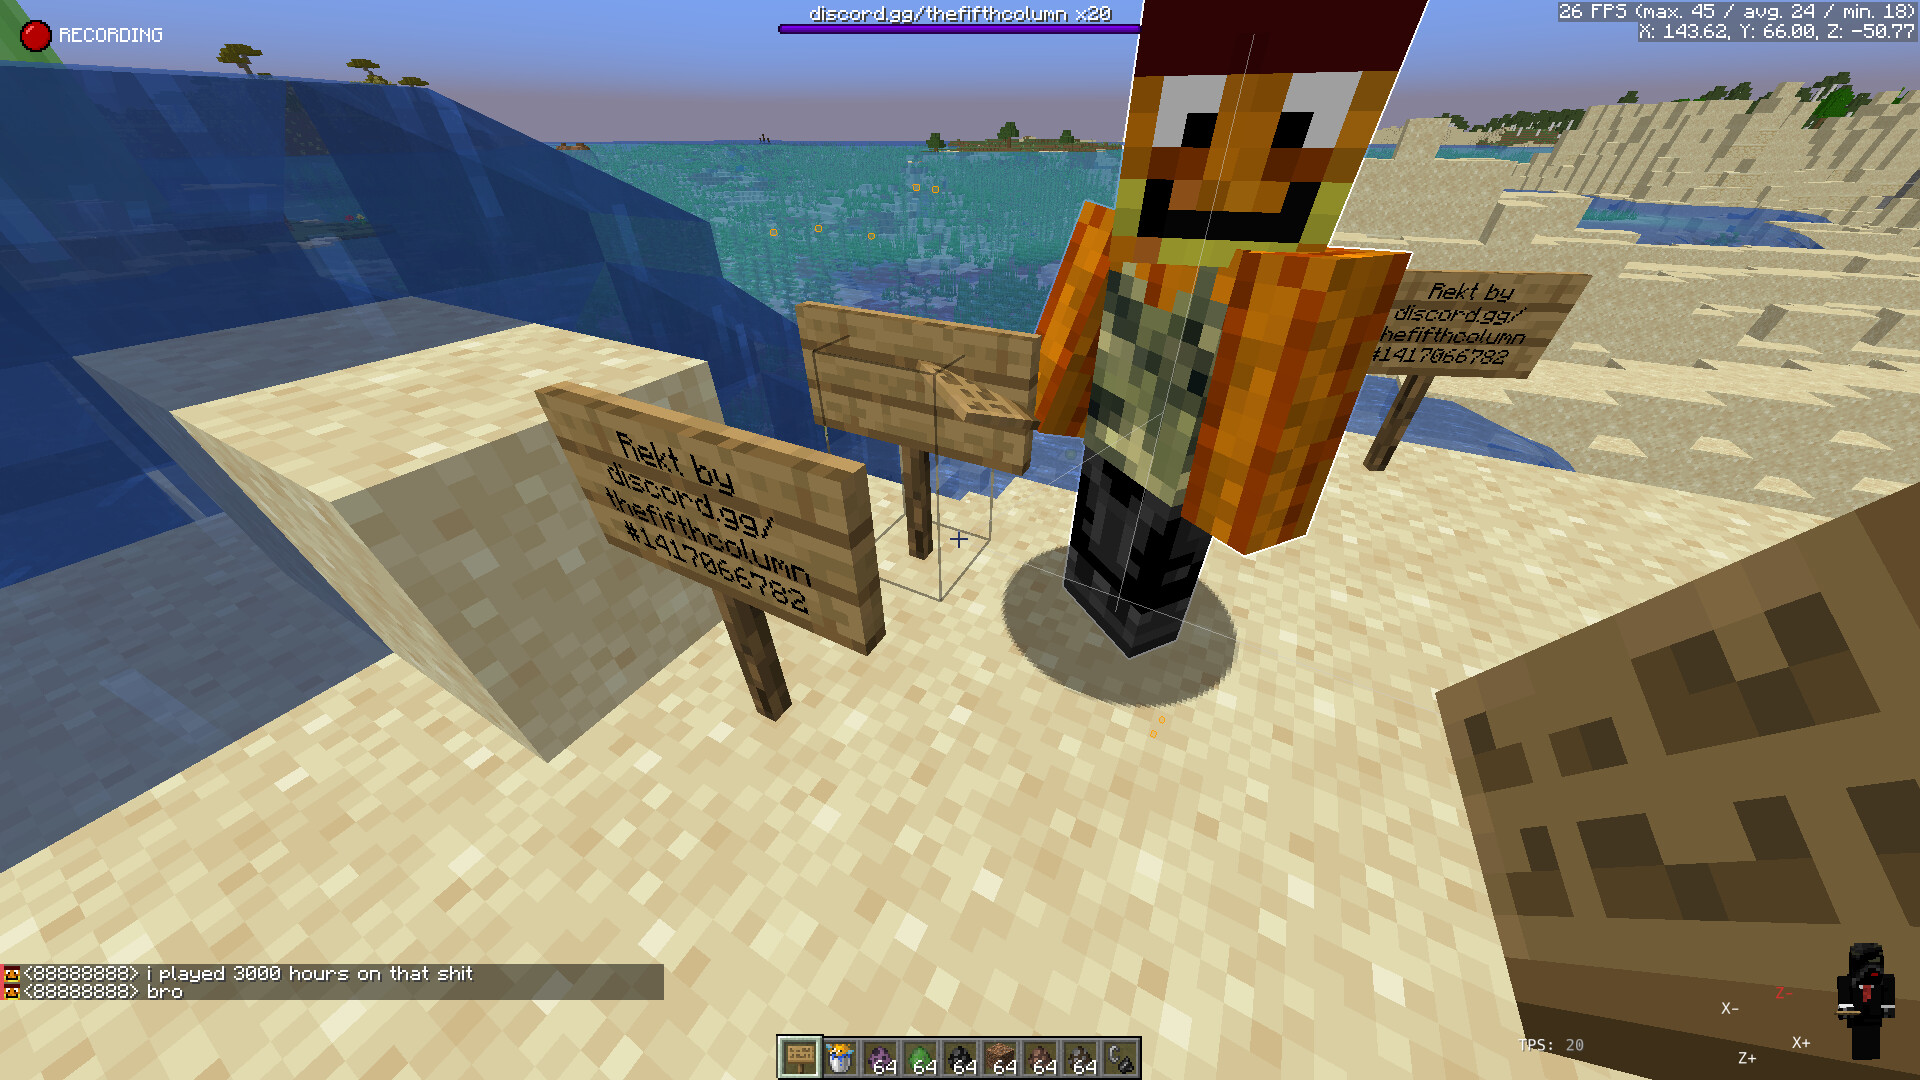 RECORDING
discord.gg/thefifthcolumn x20
26 FPS (max. 45 / avg. 24 / min. 18)
X: 143.62, Y: 66.00, Z: -50.77
Rekt by
discord.gg/
thefifthcolumn
#1417066782
Rekt by
discord.gg/
thefifthcolumn
#1417066782
<88888888> i played 3000 hours on that shit
<88888888> bro
64
64
64
64
64
64
TPS: 20
X-
Z-
X+
Z+